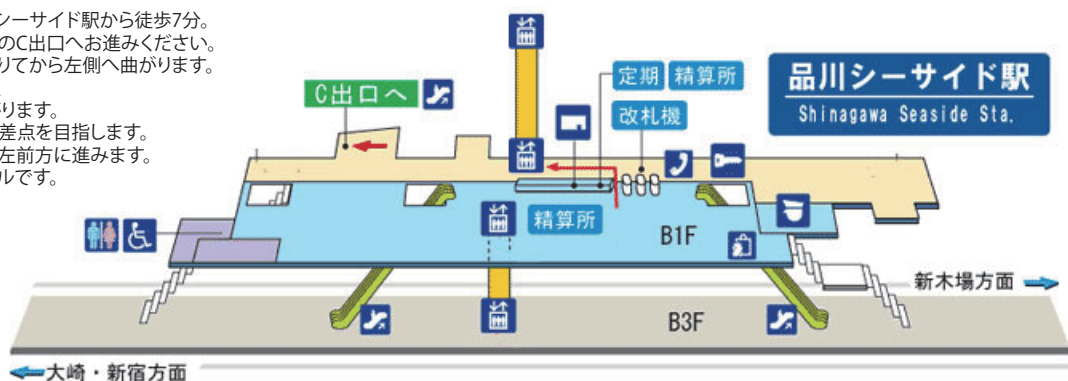 シーサイド駅から徒歩7分。
のC出口へお進みください。
りてから左側へ曲がります。
ります。
差点を目指します。
左前方に進みます。
ルです。
C出口へ
定期 精算所
改札機
品川シーサイド駅
Shinagawa Seaside Sta.
精算所
B1F
新木場方面
B3F
大崎・新宿方面